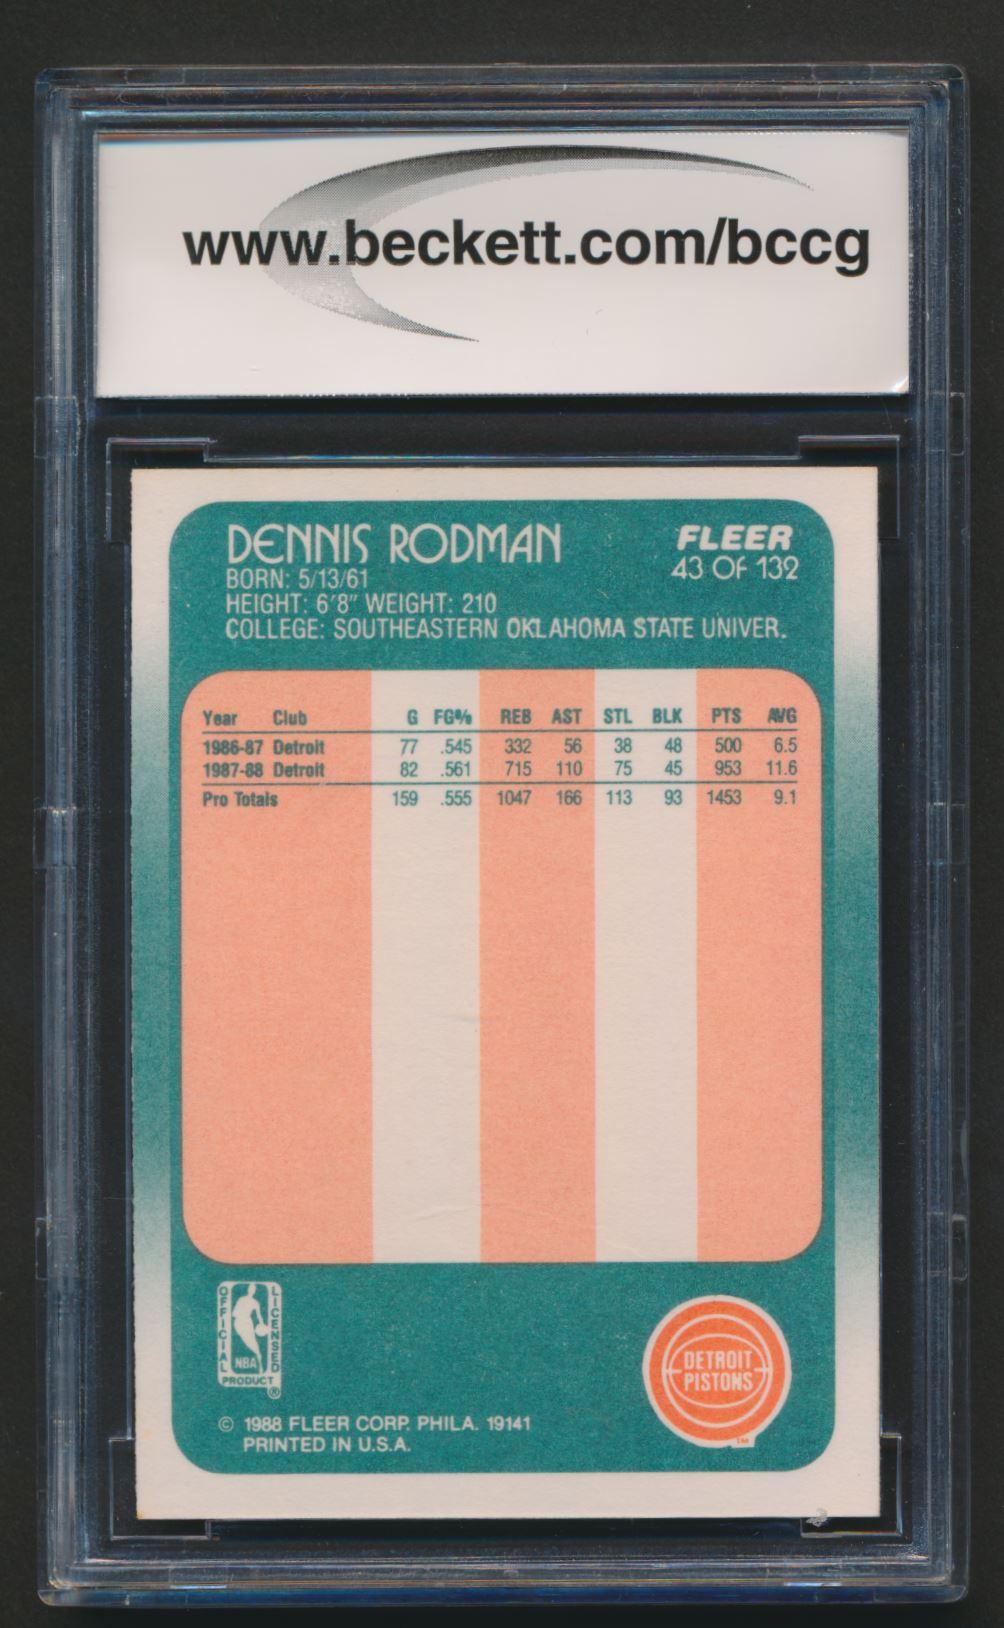 www.beckett.com/bccg
DENNIS RODMAN
FLEER
43 OF 132
BORN: 5/13/61
HEIGHT: 6'8" WEIGHT: 210
COLLEGE: SOUTHEASTERN OKLAHOMA STATE UNIVER.
Year Club G FG% REB AST STL BLK PTS AVG
1986-87 Detroit 77 .545 332 56 38 48 500 6.5
1987-88 Detroit 82 .561 715 110 75 45 953 11.6
Pro Totals 159 .555 1047 166 113 93 1453 9.1
OFFICIAL
LICENSED
NBA
PRODUCT
®
DETROIT
PISTONS
TM
© 1988 FLEER CORP. PHILA. 19141
PRINTED IN U.S.A.